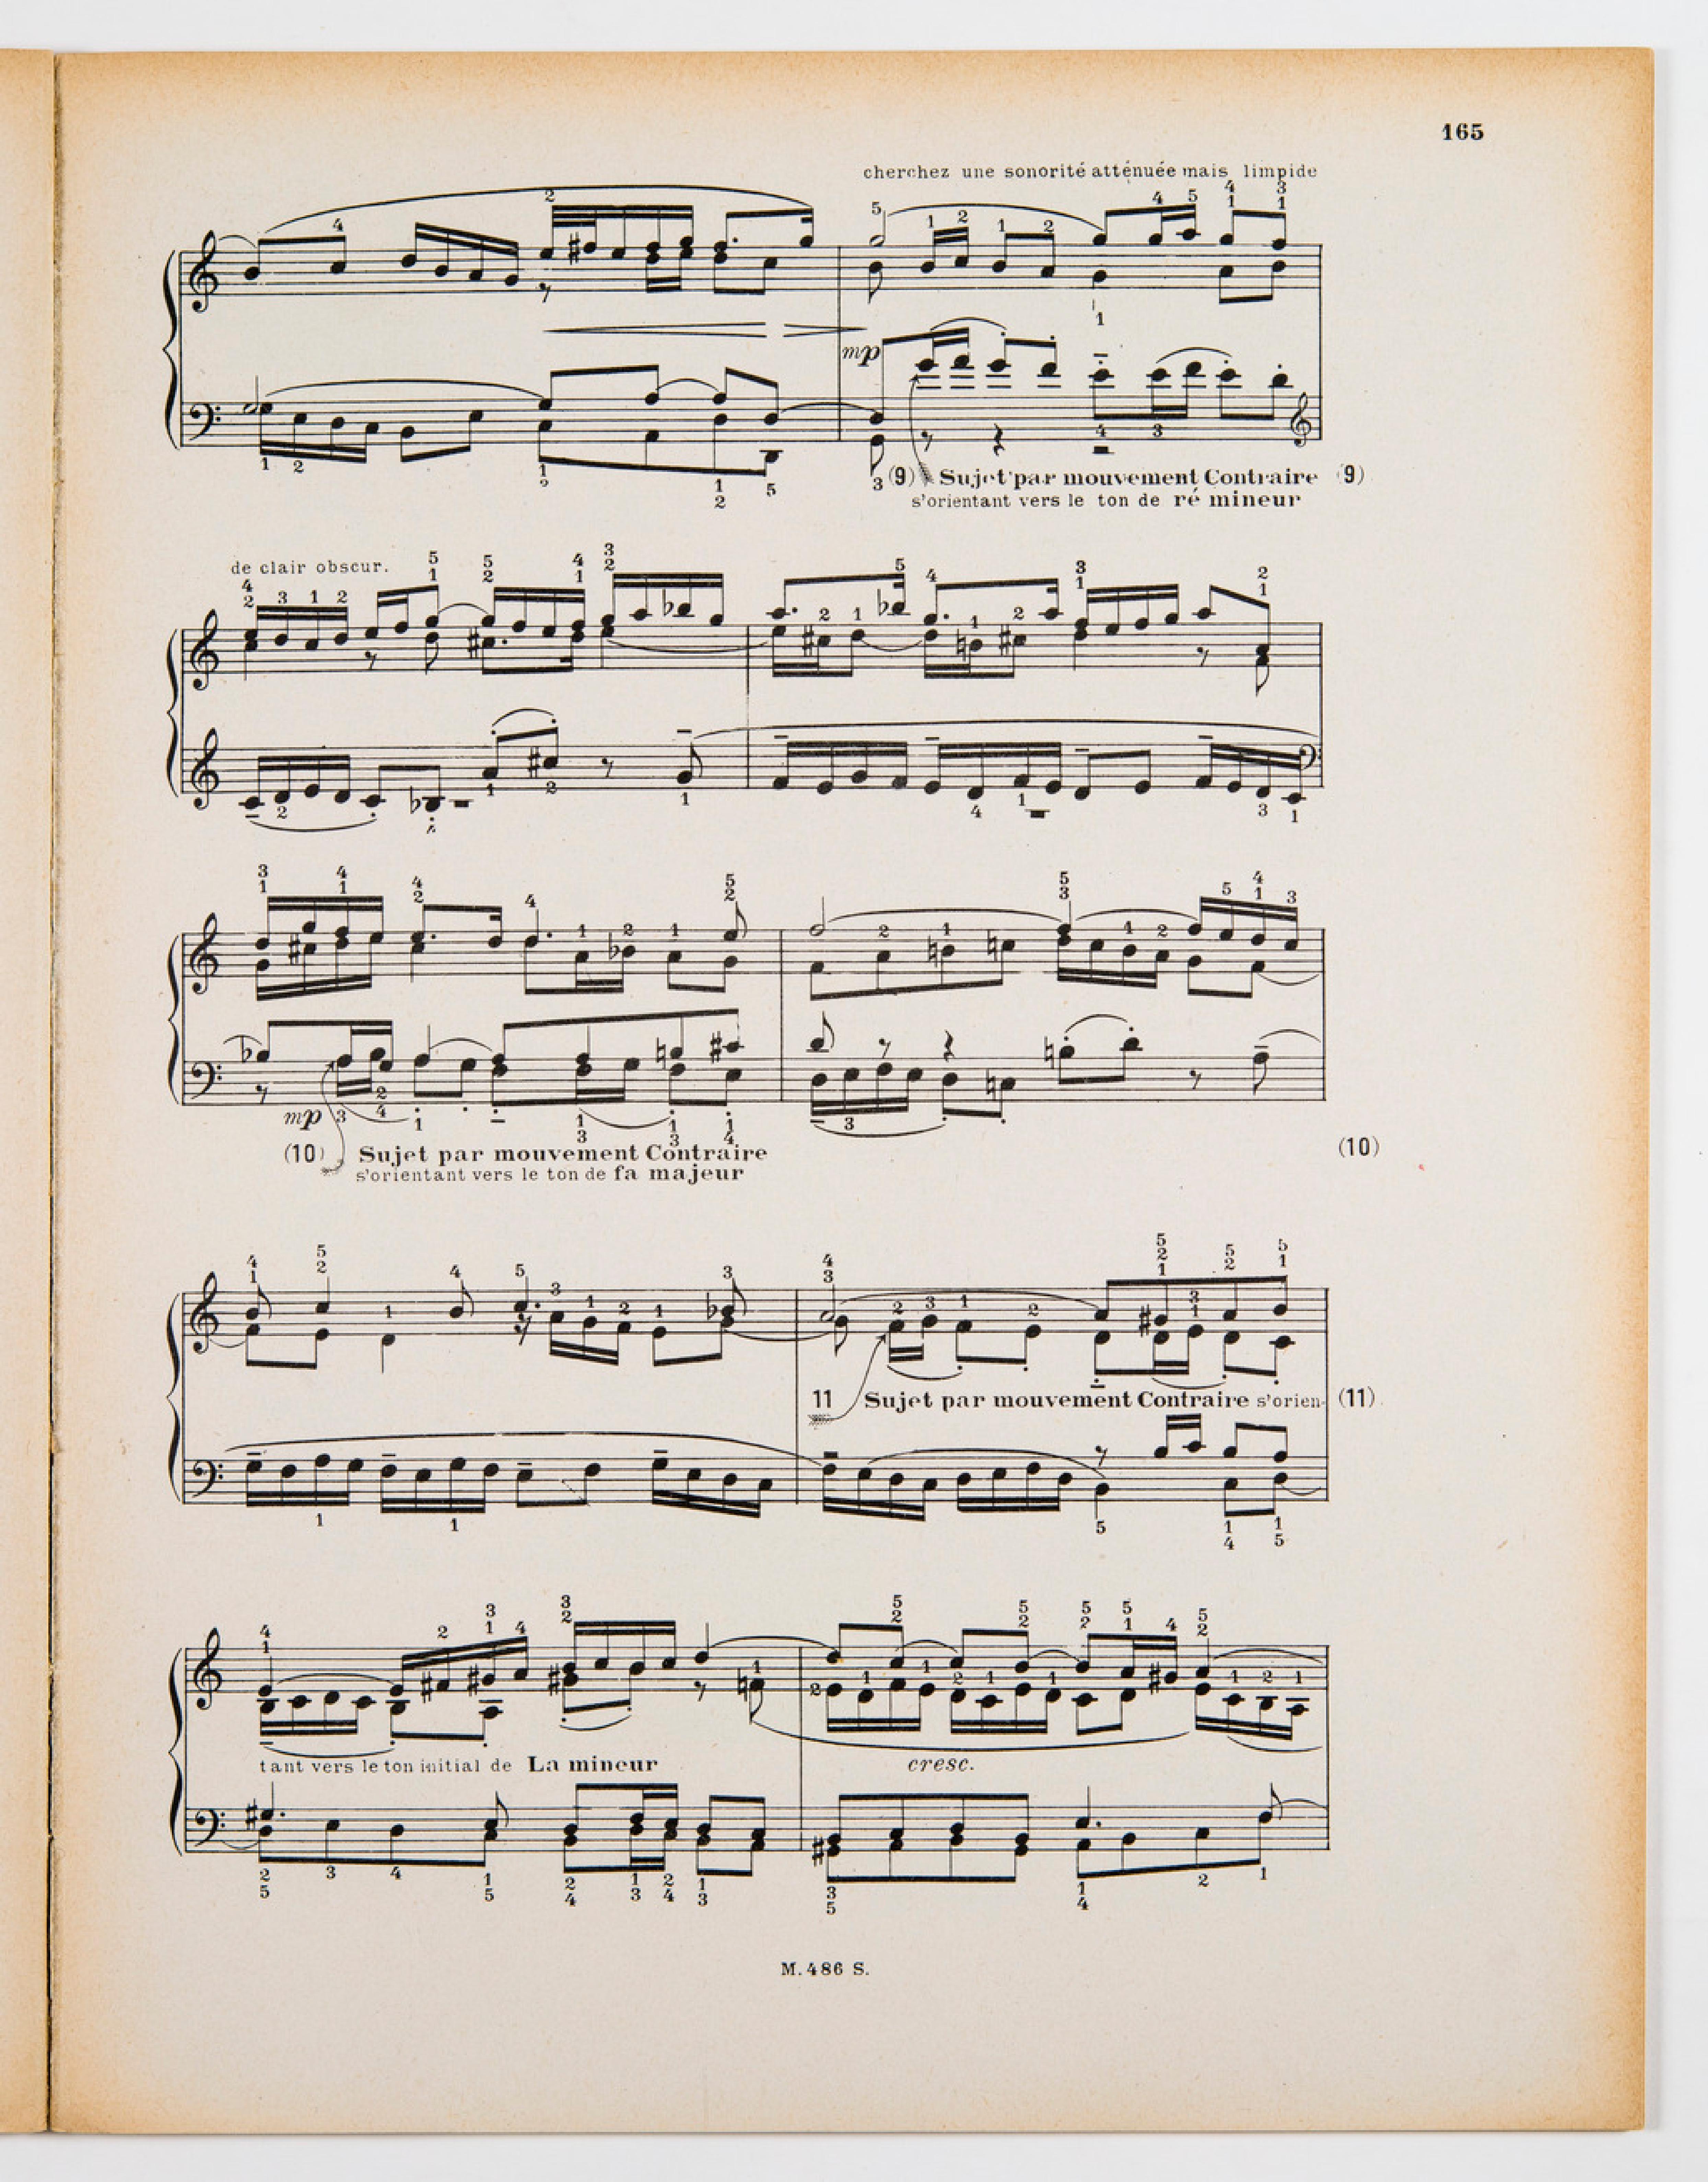 165
cherchez une sonorité atténuée mais limpide
mp
(9) Sujet par mouvement Contraire (9)
s'orientant vers le ton de ré mineur
de clair obscur.
mp
(10) Sujet par mouvement Contraire (10)
s'orientant vers le ton de fa majeur
11 Sujet par mouvement Contraire s'orien- (11)
tant vers le ton initial de La mineur
cresc.
M. 486 S.